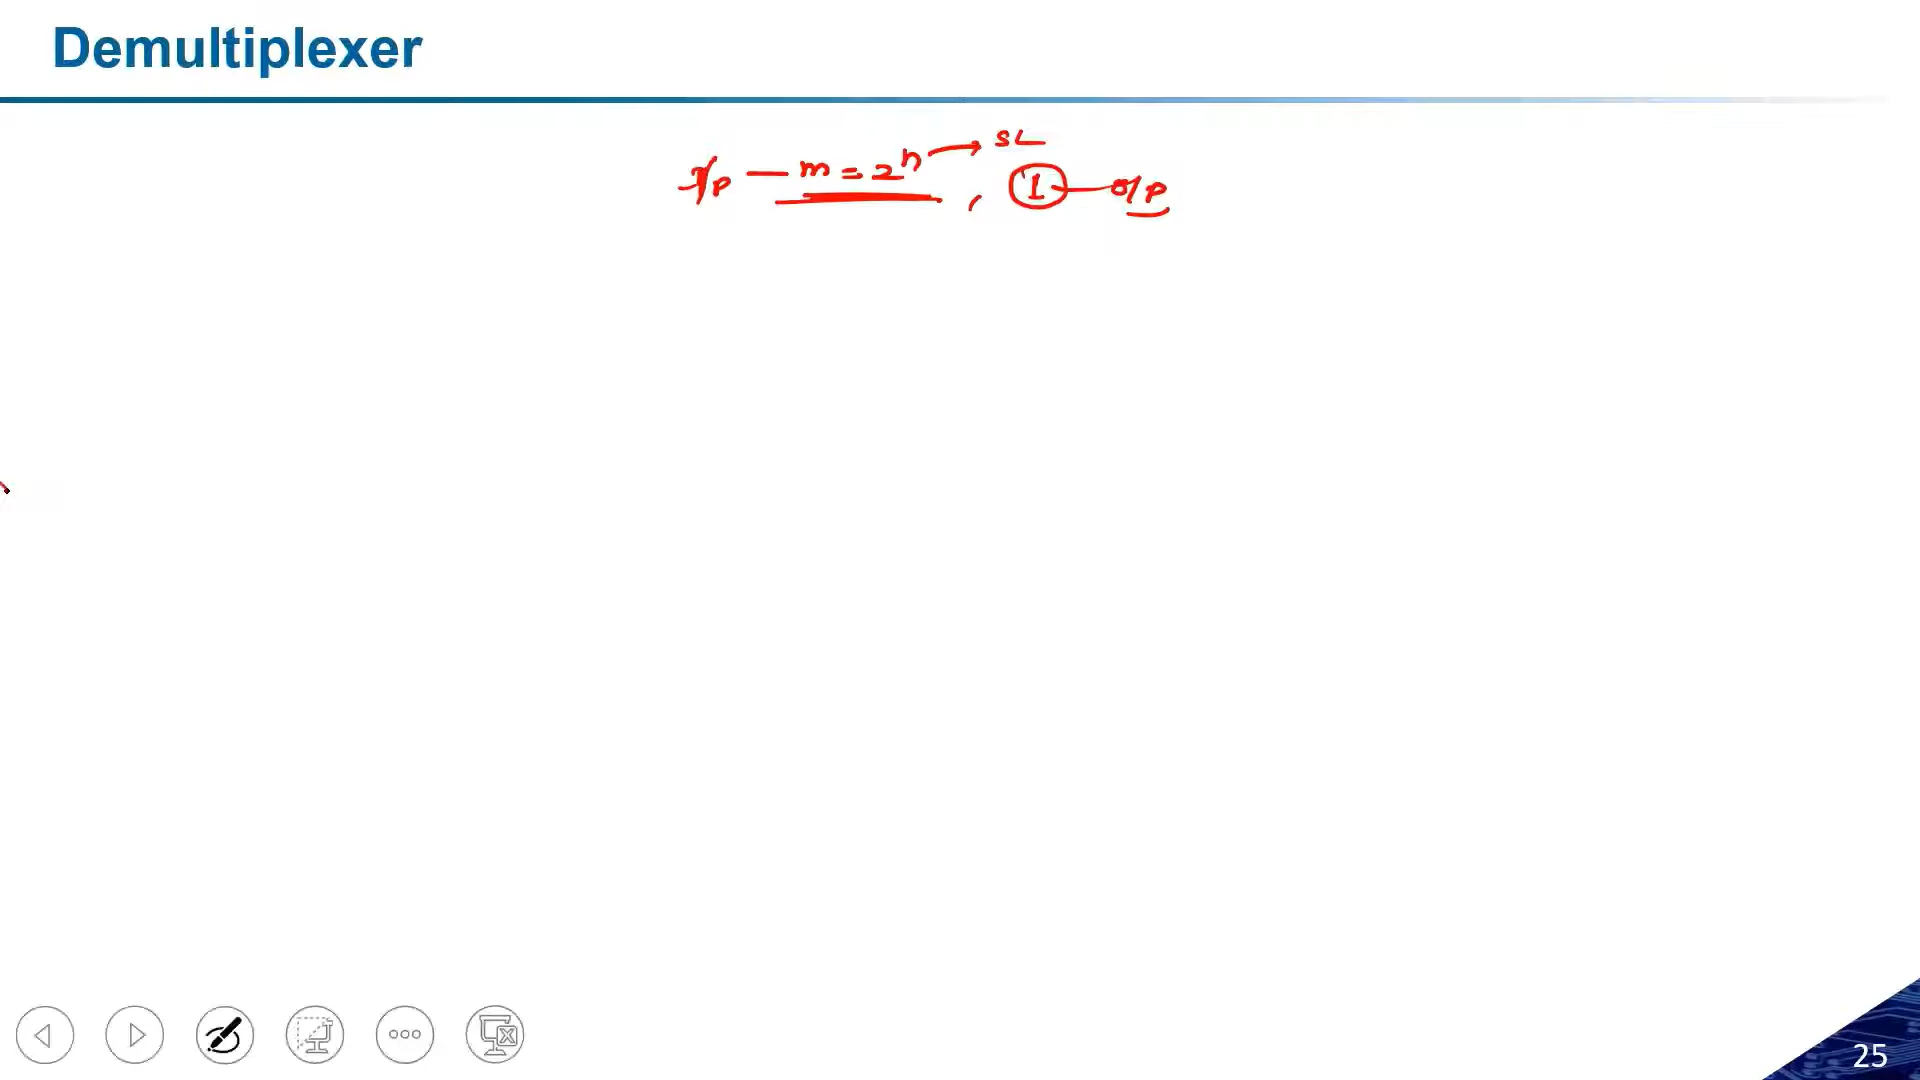 Demultiplexer
SL
I/p — m = 2ⁿ , 1 — o/p
25